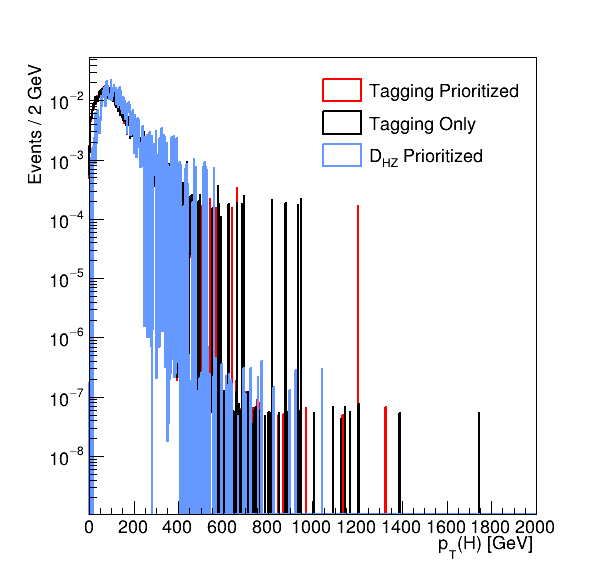 Events / 2 GeV
10⁻²
10⁻³
10⁻⁴
10⁻⁵
10⁻⁶
10⁻⁷
10⁻⁸
Tagging Prioritized
Tagging Only
D_HZ Prioritized
0 200 400 600 800 1000 1200 1400 1600 1800 2000
p_T(H) [GeV]